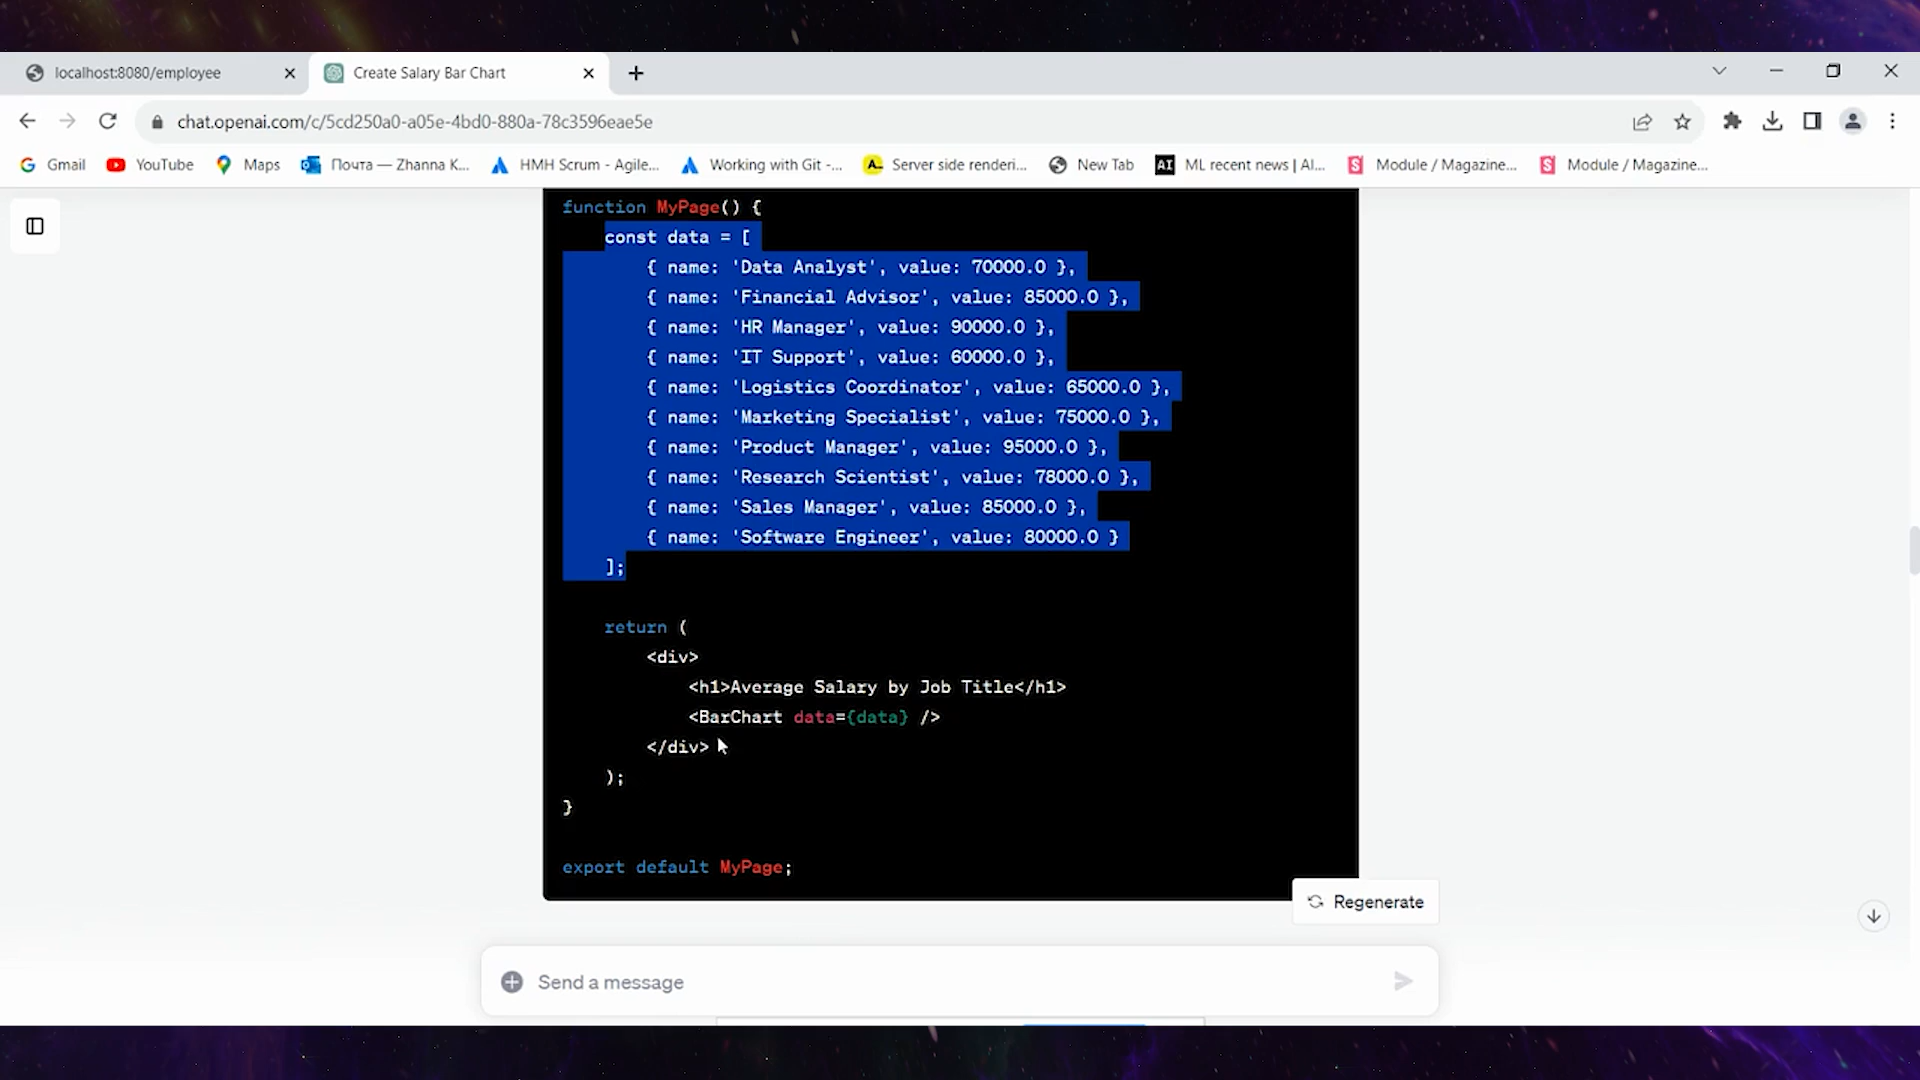 localhost:8080/employee
Create Salary Bar Chart
chat.openai.com/c/5cd250a0-a05e-4bd0-880a-78c3596eae5e
Gmail
YouTube
Maps
Почта — Zhanna K...
HMH Scrum - Agile...
Working with Git -...
Server side renderi...
New Tab
AI ML recent news | AI...
Module / Magazine...
Module / Magazine...
function MyPage() {
const data = [
{ name: 'Data Analyst', value: 70000.0 },
{ name: 'Financial Advisor', value: 85000.0 },
{ name: 'HR Manager', value: 90000.0 },
{ name: 'IT Support', value: 60000.0 },
{ name: 'Logistics Coordinator', value: 65000.0 },
{ name: 'Marketing Specialist', value: 75000.0 },
{ name: 'Product Manager', value: 95000.0 },
{ name: 'Research Scientist', value: 78000.0 },
{ name: 'Sales Manager', value: 85000.0 },
{ name: 'Software Engineer', value: 80000.0 }
];
return (
<div>
<h1>Average Salary by Job Title</h1>
<BarChart data={data} />
</div>
);
}
export default MyPage;
Regenerate
Send a message